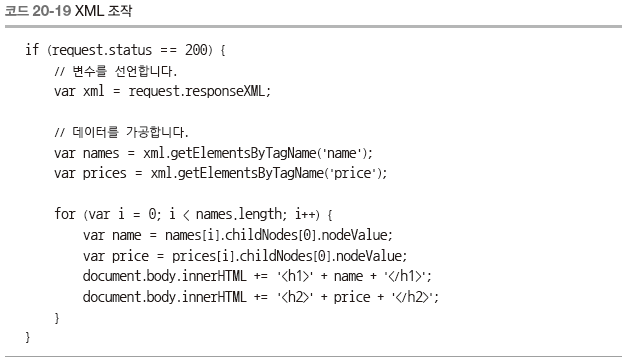 코드 20-19 XML 조작
if (request.status == 200) {
// 변수를 선언합니다.
var xml = request.responseXML;
// 데이터를 가공합니다.
var names = xml.getElementsByTagName('name');
var prices = xml.getElementsByTagName('price');
for (var i = 0; i < names.length; i++) {
var name = names[i].childNodes[0].nodeValue;
var price = prices[i].childNodes[0].nodeValue;
document.body.innerHTML += '<h1>' + name + '</h1>';
document.body.innerHTML += '<h2>' + price + '</h2>';
}
}